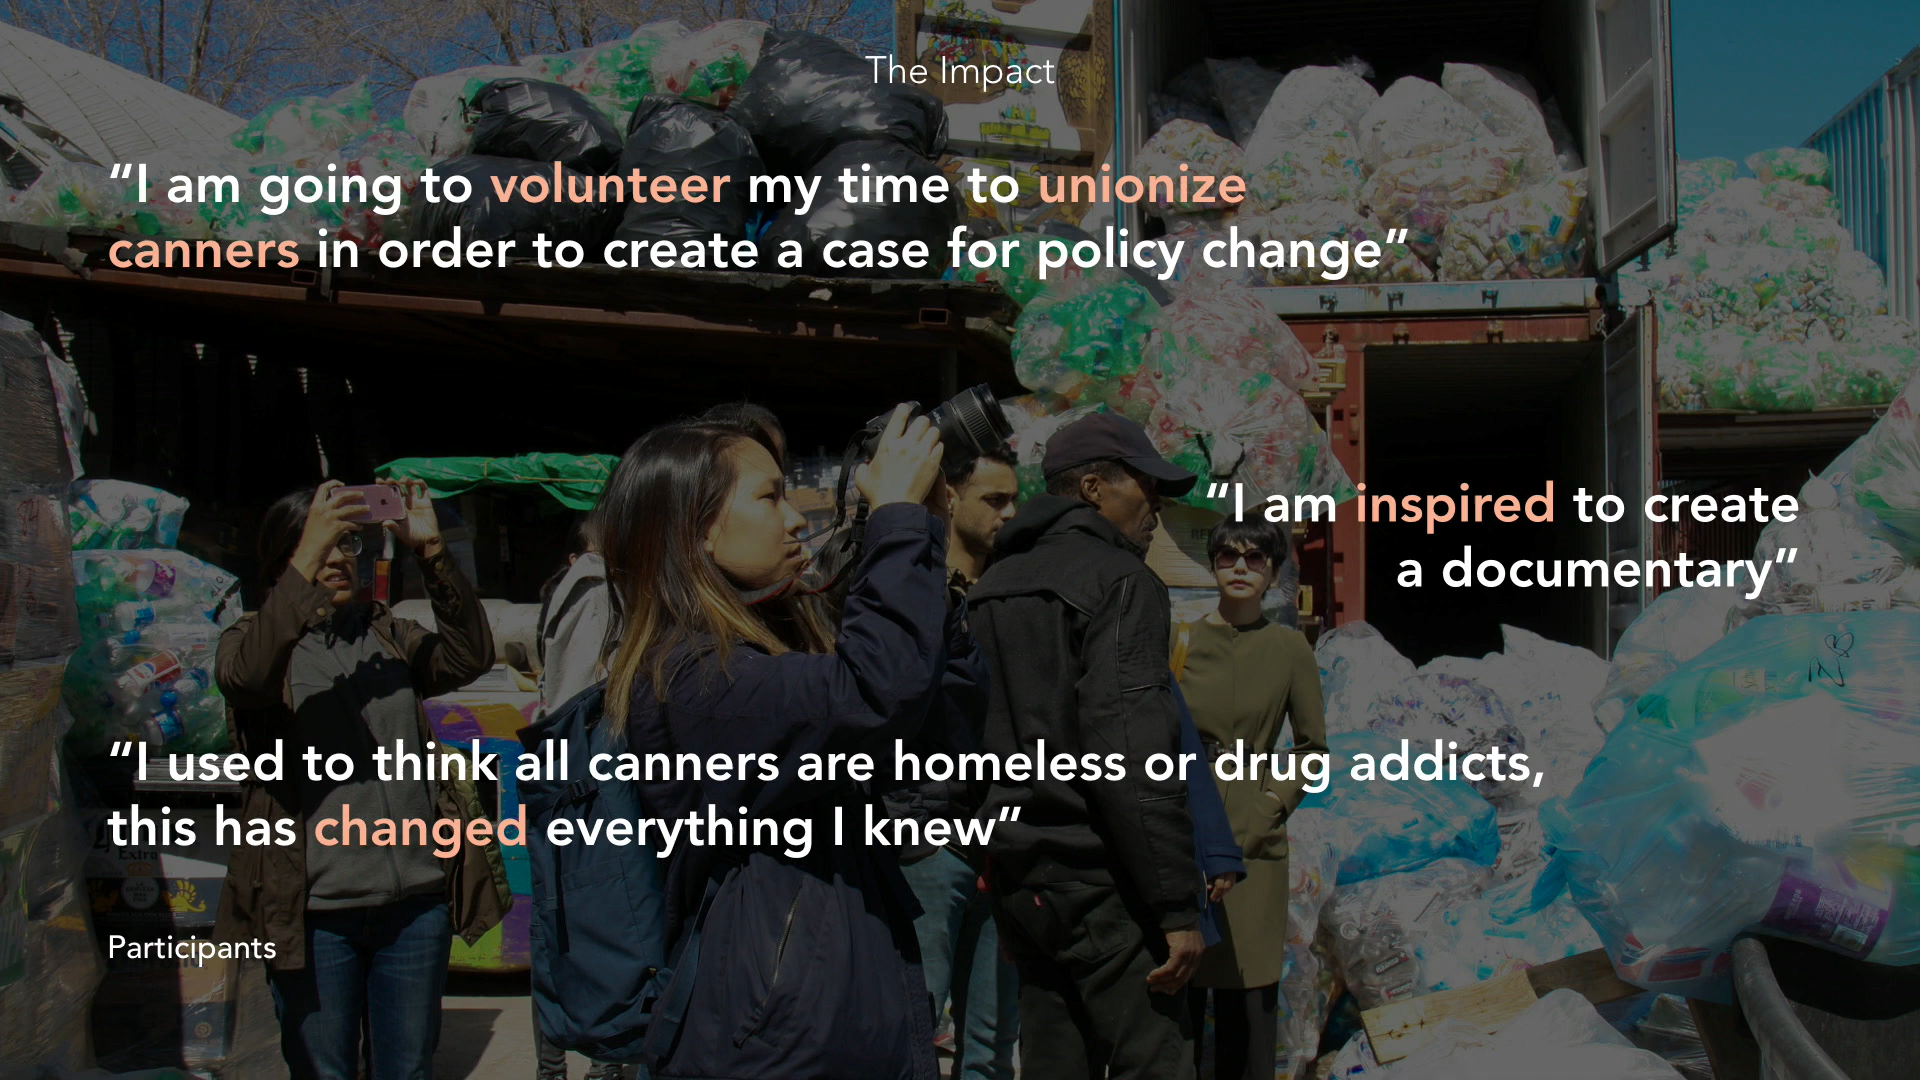 The Impact
“I am going to volunteer my time to unionize
canners in order to create a case for policy change”
“I am inspired to create
a documentary”
“I used to think all canners are homeless or drug addicts,
this has changed everything I knew”
Extra
Participants